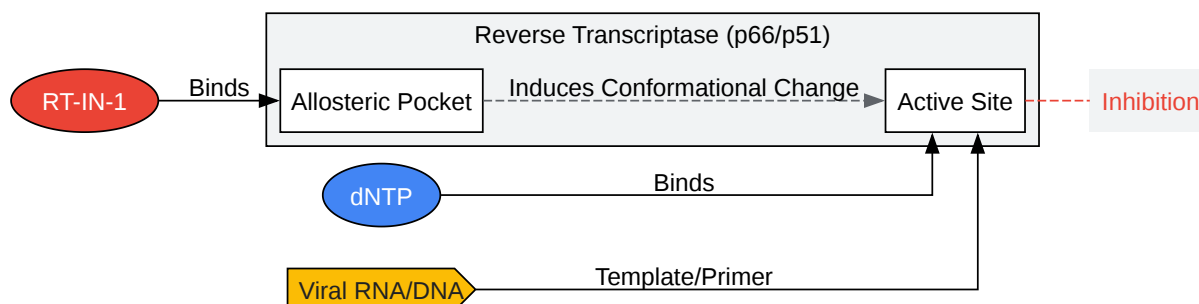 Reverse Transcriptase (p66/p51)
RT-IN-1
Binds
Allosteric Pocket
Induces Conformational Change
Active Site
Inhibition
dNTP
Binds
Viral RNA/DNA
Template/Primer